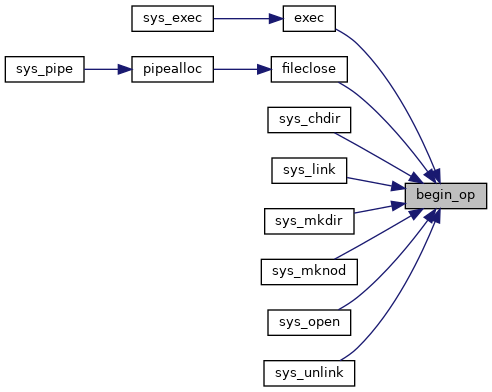 sys_exec
exec
sys_pipe
pipealloc
fileclose
sys_chdir
sys_link
begin_op
sys_mkdir
sys_mknod
sys_open
sys_unlink